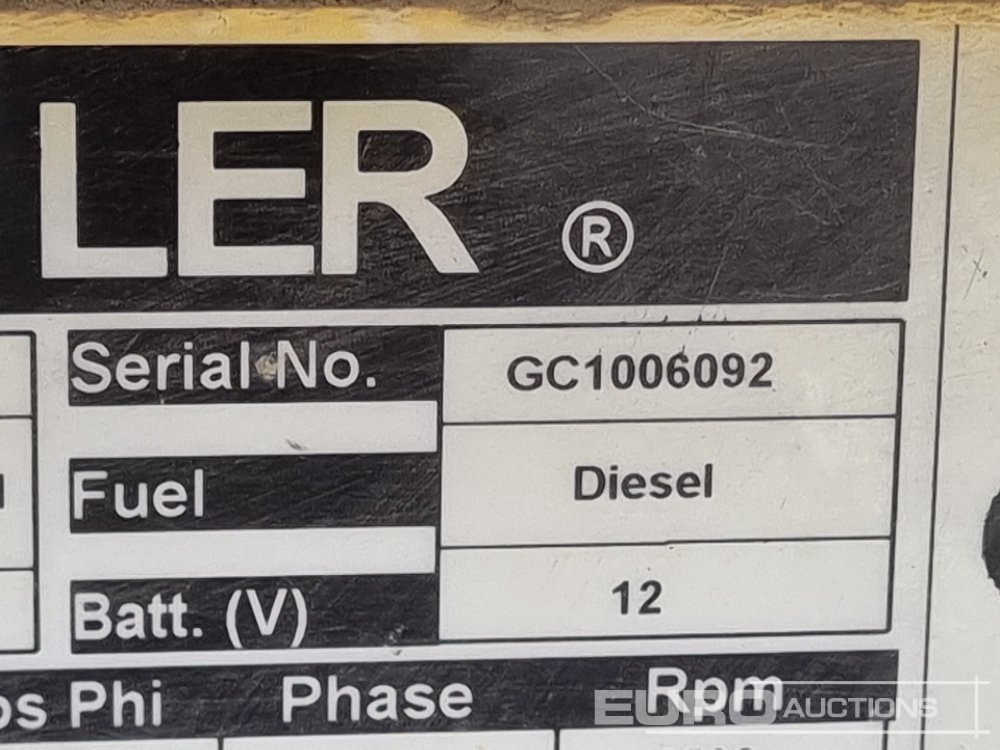 LER ®
Serial No. GC1006092
Fuel Diesel
Batt. (V) 12
os Phi Phase Rpm
EURO AUCTIONS